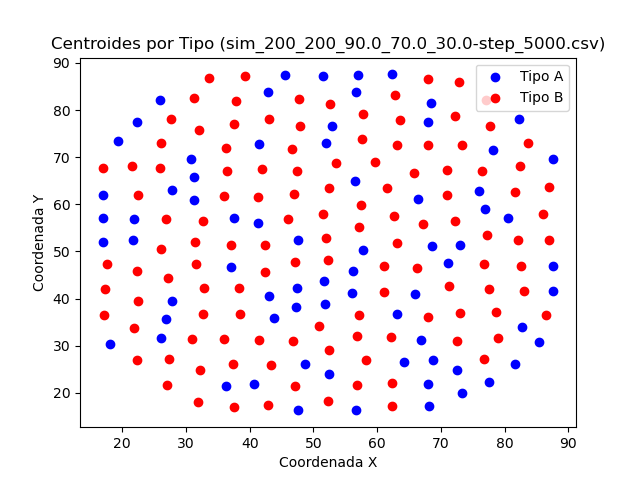 Centroides por Tipo (sim_200_200_90.0_70.0_30.0-step_5000.csv)
Tipo A
Tipo B
90
80
70
60
50
40
30
20
Coordenada Y
20 30 40 50 60 70 80 90
Coordenada X